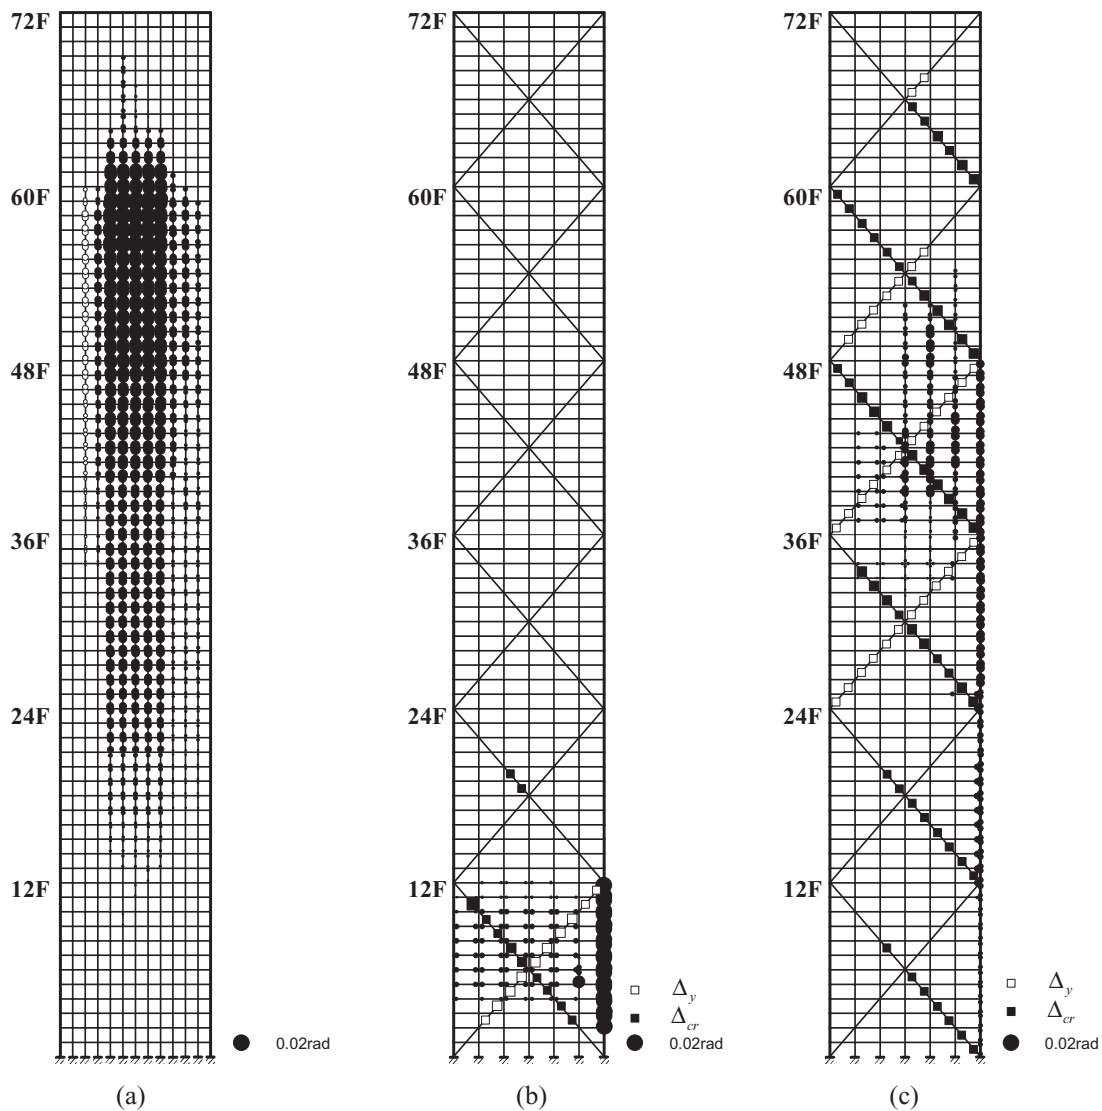 72F 72F 72F
60F 60F 60F
48F 48F 48F
36F 36F 36F
24F 24F 24F
12F 12F 12F
0.02rad
Δy
Δcr
0.02rad
Δy
Δcr
0.02rad
(a) (b) (c)